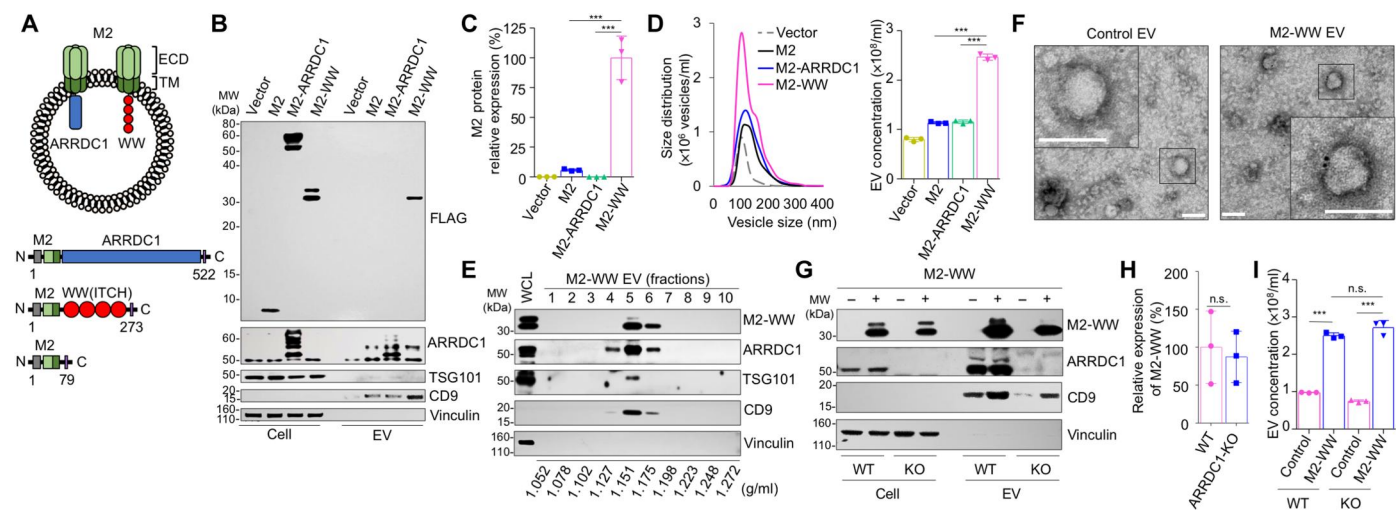 A
M2
ECD
TM
ARRDC1
WW
M2
ARRDC1
N
C
1
522
M2
WW(ITCH)
N
C
1
273
M2
N
C
1
79
B
Vector
M2
M2-ARRDC1
M2-WW
Vector
M2
M2-ARRDC1
M2-WW
MW
(kDa)
80
60
50
40
30
20
15
10
FLAG
60
50
ARRDC1
50
TSG101
20
15
CD9
160
110
Vinculin
Cell
EV
C
M2 protein
relative expression (%)
125
100
75
50
25
0
***
***
Vector
M2
M2-ARRDC1
M2-WW
D
Size distribution
(×10⁶ vesicles/ml)
3
2
1
0
0 100 200 300 400
Vesicle size (nm)
Vector
M2
M2-ARRDC1
M2-WW
EV concentration (×10⁸/ml)
3
2
1
0
***
***
Vector
M2
M2-ARRDC1
M2-WW
E
M2-WW EV (fractions)
MW
(kDa)
WCL
1 2 3 4 5 6 7 8 9 10
30
M2-WW
50
ARRDC1
50
TSG101
20
15
CD9
160
110
Vinculin
1.052
1.078
1.102
1.127
1.151
1.175
1.198
1.223
1.248
1.272
(g/ml)
F
Control EV
M2-WW EV
G
M2-WW
MW
(kDa)
– + – + – + – +
30
M2-WW
50
ARRDC1
20
15
CD9
160
110
Vinculin
WT
KO
WT
KO
Cell
EV
H
Relative expression
of M2-WW (%)
200
150
100
50
0
n.s.
WT
ARRDC1-KO
I
EV concentration (×10⁸/ml)
4
3
2
1
0
n.s.
***
***
Control
M2-WW
Control
M2-WW
WT
KO